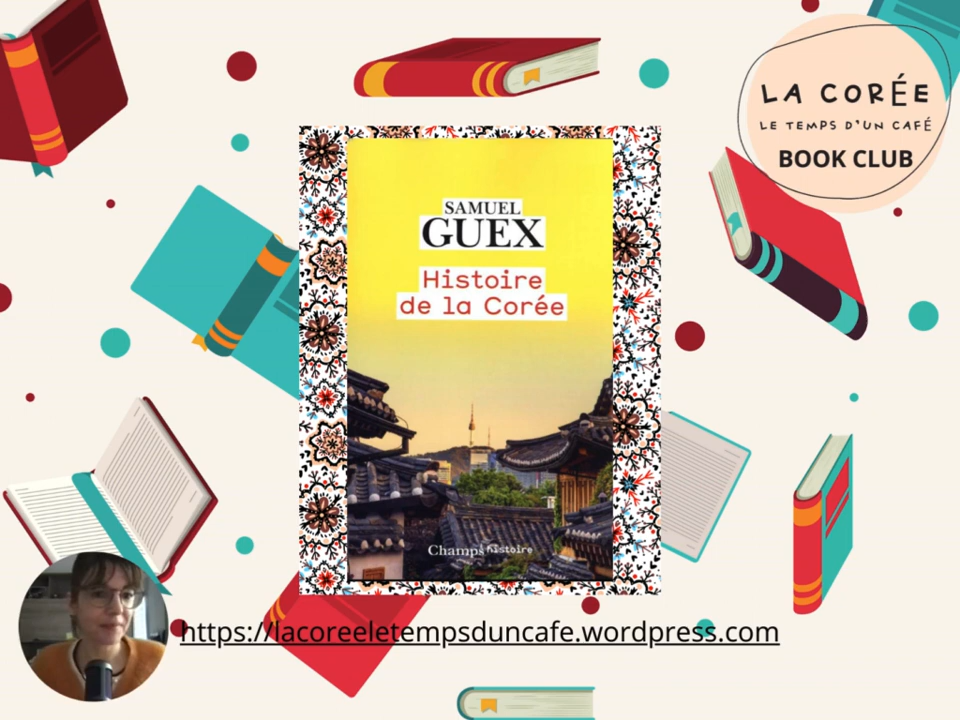 LA CORÉE
LE TEMPS D'UN CAFÉ
BOOK CLUB
SAMUEL
GUEX
Histoire
de la Corée
Champs histoire
https://lacoreeletempsduncafe.wordpress.com